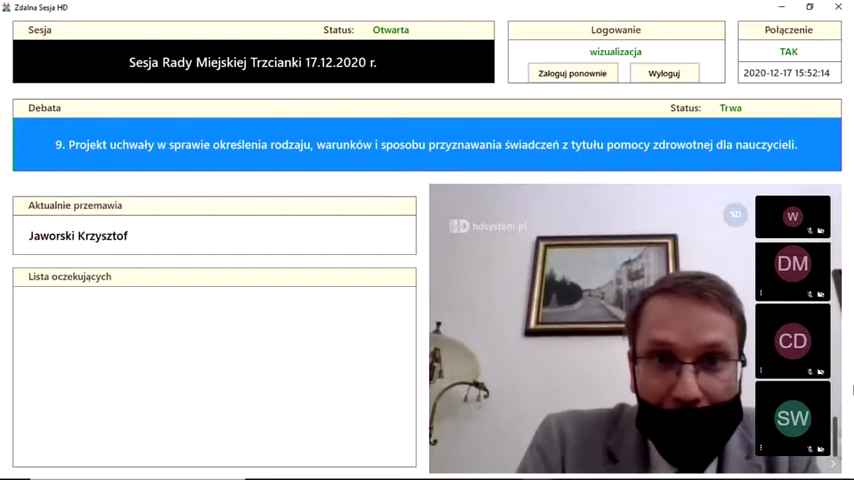 Zdalna Sesja HD
Sesja
Status: Otwarta
Sesja Rady Miejskiej Trzcianki 17.12.2020 r.
Logowanie
wizualizacja
Zaloguj ponownie
Wyloguj
Połączenie
TAK
2020-12-17 15:52:14
Debata
Status: Trwa
9. Projekt uchwały w sprawie określenia rodzaju, warunków i sposobu przyznawania świadczeń z tytułu pomocy zdrowotnej dla nauczycieli.
Aktualnie przemawia
Jaworski Krzysztof
Lista oczekujących
HD hdsystem.pl
SD
W
DM
CD
SW